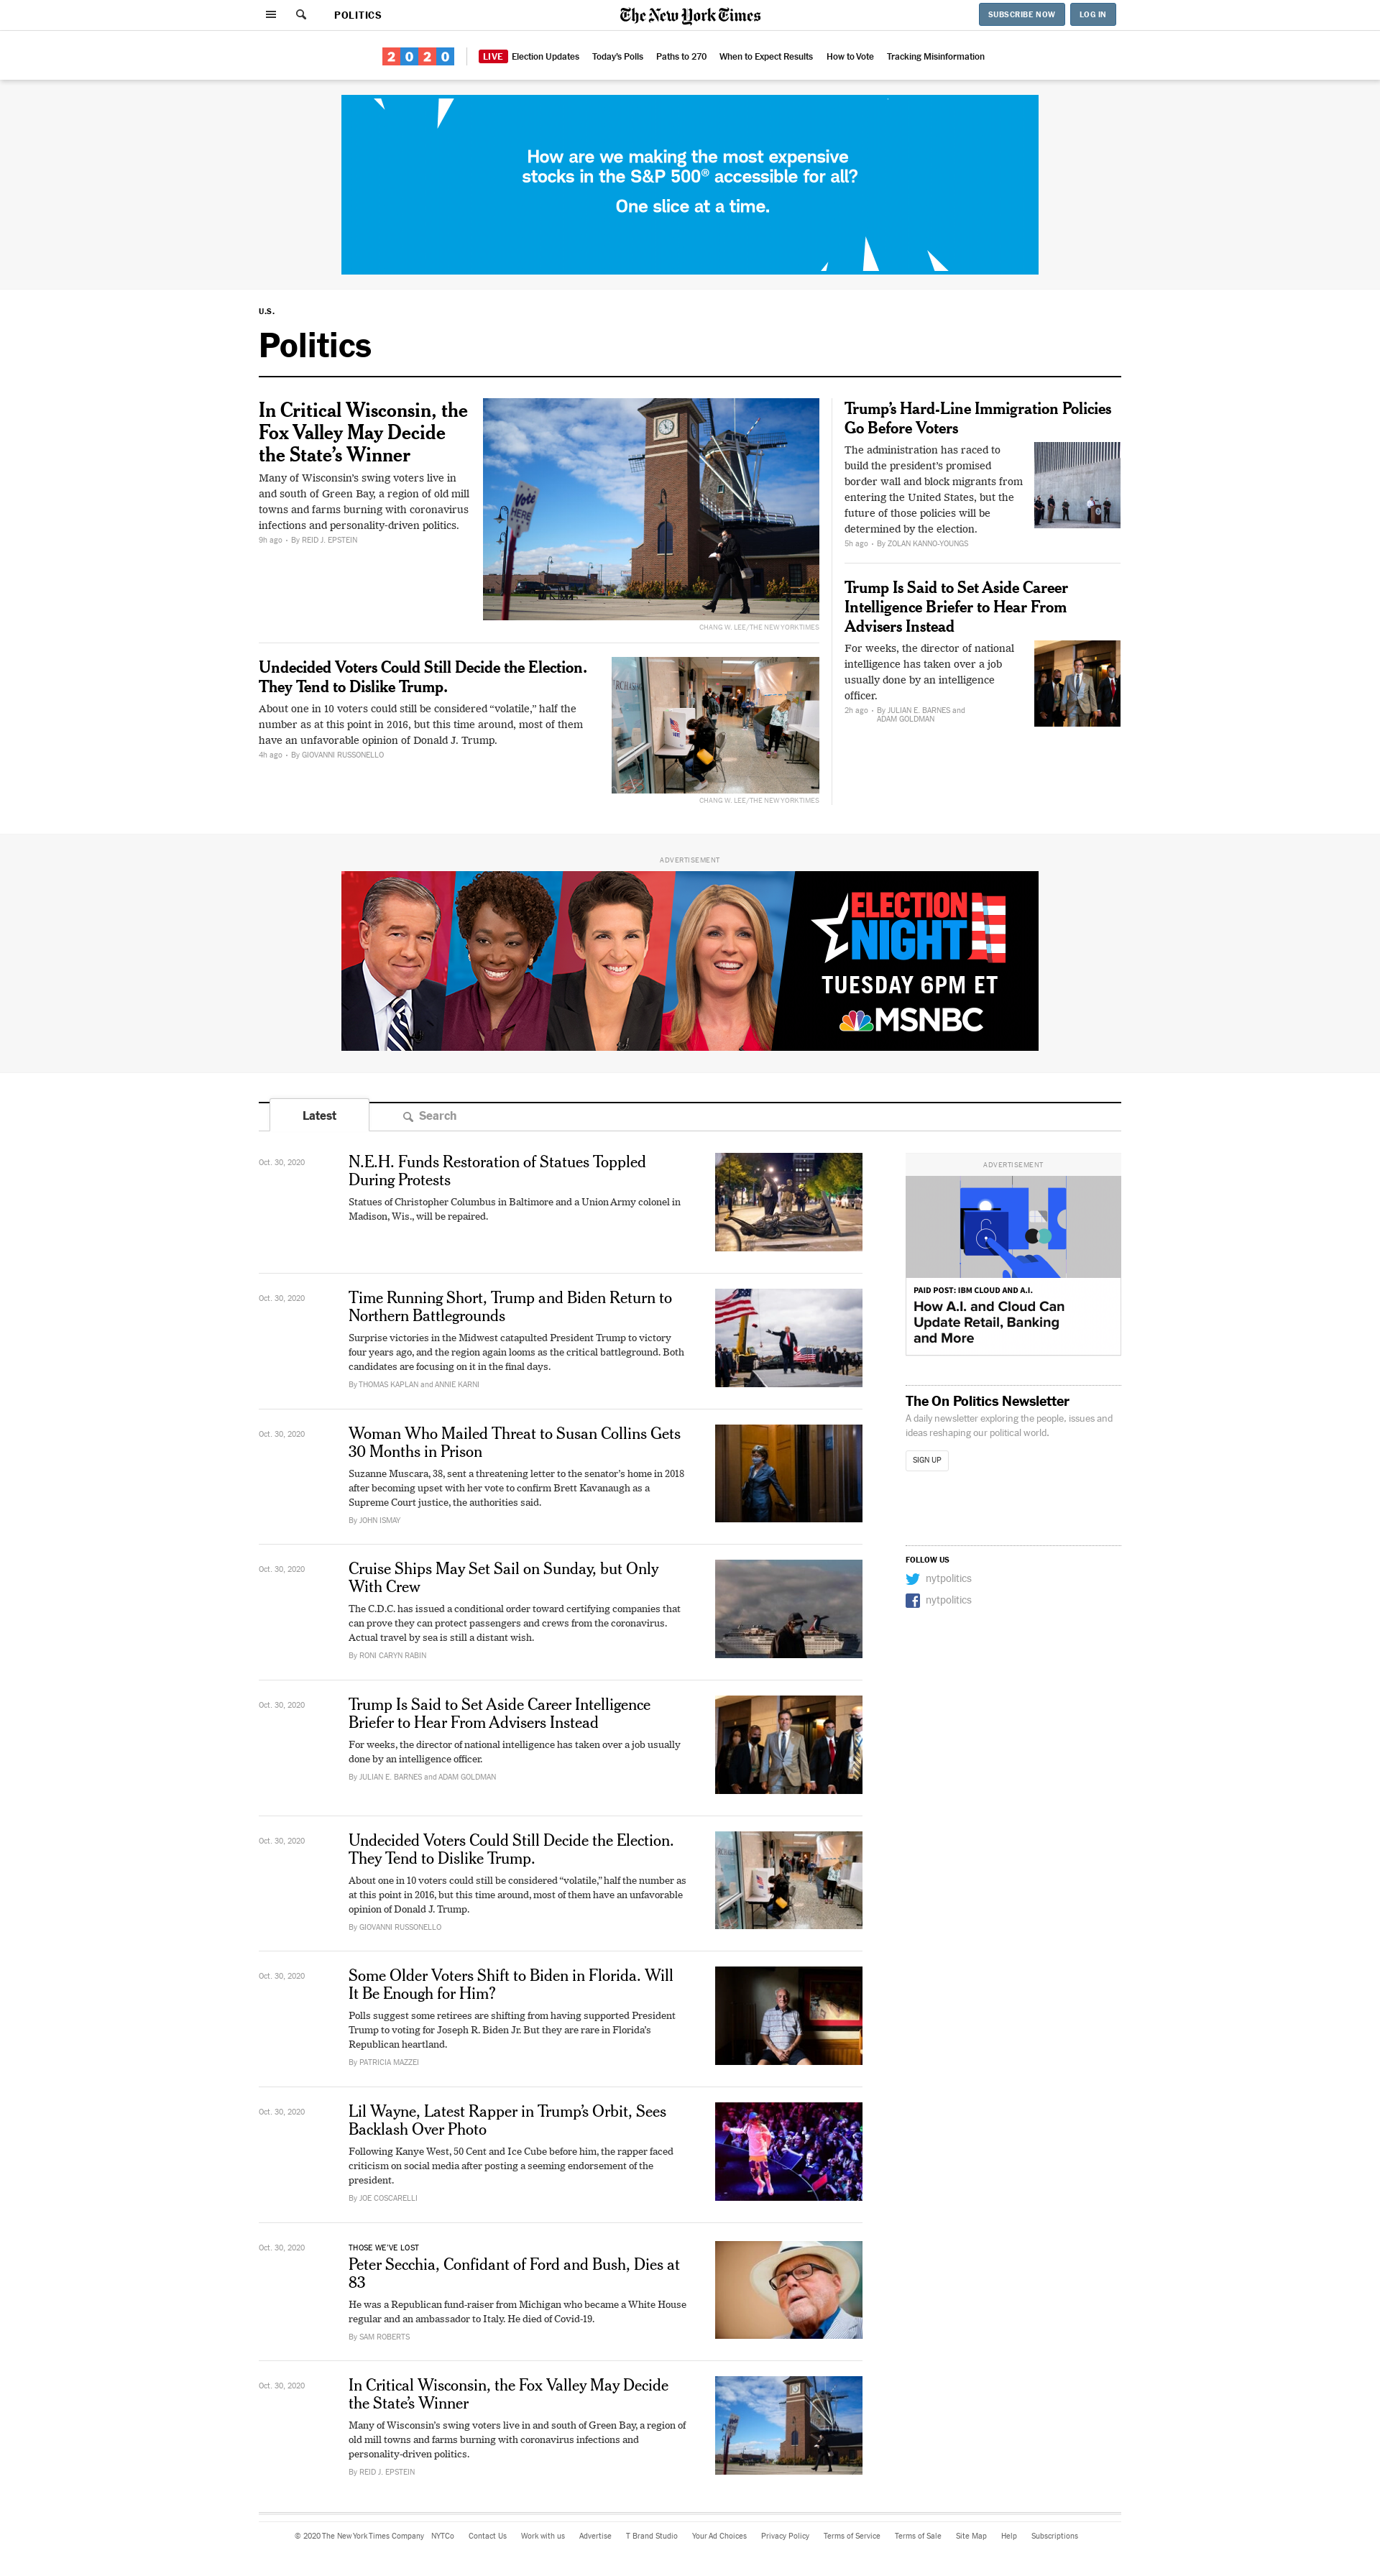 POLITICS
The New York Times
SUBSCRIBE NOW
LOG IN
2020
LIVE Election Updates
Today's Polls
Paths to 270
When to Expect Results
How to Vote
Tracking Misinformation
How are we making the most expensive
stocks in the S&P 500® accessible for all?
One slice at a time.
U.S.
Politics
In Critical Wisconsin, the
Fox Valley May Decide
the State’s Winner
Many of Wisconsin’s swing voters live in
and south of Green Bay, a region of old mill
towns and farms burning with coronavirus
infections and personality-driven politics.
9h ago • By REID J. EPSTEIN
Vote
HERE
CHANG W. LEE/THE NEW YORK TIMES
Undecided Voters Could Still Decide the Election.
They Tend to Dislike Trump.
About one in 10 voters could still be considered “volatile,” half the
number as at this point in 2016, but this time around, most of them
have an unfavorable opinion of Donald J. Trump.
4h ago • By GIOVANNI RUSSONELLO
CHANG W. LEE/THE NEW YORK TIMES
Trump’s Hard-Line Immigration Policies
Go Before Voters
The administration has raced to
build the president’s promised
border wall and block migrants from
entering the United States, but the
future of those policies will be
determined by the election.
5h ago • By ZOLAN KANNO-YOUNGS
Trump Is Said to Set Aside Career
Intelligence Briefer to Hear From
Advisers Instead
For weeks, the director of national
intelligence has taken over a job
usually done by an intelligence
officer.
2h ago • By JULIAN E. BARNES and
ADAM GOLDMAN
ADVERTISEMENT
ELECTION
NIGHT
TUESDAY 6PM ET
MSNBC
Latest
Search
Oct. 30, 2020
N.E.H. Funds Restoration of Statues Toppled
During Protests
Statues of Christopher Columbus in Baltimore and a Union Army colonel in
Madison, Wis., will be repaired.
Oct. 30, 2020
Time Running Short, Trump and Biden Return to
Northern Battlegrounds
Surprise victories in the Midwest catapulted President Trump to victory
four years ago, and the region again looms as the critical battleground. Both
candidates are focusing on it in the final days.
By THOMAS KAPLAN and ANNIE KARNI
Oct. 30, 2020
Woman Who Mailed Threat to Susan Collins Gets
30 Months in Prison
Suzanne Muscara, 38, sent a threatening letter to the senator’s home in 2018
after becoming upset with her vote to confirm Brett Kavanaugh as a
Supreme Court justice, the authorities said.
By JOHN ISMAY
Oct. 30, 2020
Cruise Ships May Set Sail on Sunday, but Only
With Crew
The C.D.C. has issued a conditional order toward certifying companies that
can prove they can protect passengers and crews from the coronavirus.
Actual travel by sea is still a distant wish.
By RONI CARYN RABIN
Oct. 30, 2020
Trump Is Said to Set Aside Career Intelligence
Briefer to Hear From Advisers Instead
For weeks, the director of national intelligence has taken over a job usually
done by an intelligence officer.
By JULIAN E. BARNES and ADAM GOLDMAN
Oct. 30, 2020
Undecided Voters Could Still Decide the Election.
They Tend to Dislike Trump.
About one in 10 voters could still be considered “volatile,” half the number as
at this point in 2016, but this time around, most of them have an unfavorable
opinion of Donald J. Trump.
By GIOVANNI RUSSONELLO
Oct. 30, 2020
Some Older Voters Shift to Biden in Florida. Will
It Be Enough for Him?
Polls suggest some retirees are shifting from having supported President
Trump to voting for Joseph R. Biden Jr. But they are rare in Florida’s
Republican heartland.
By PATRICIA MAZZEI
Oct. 30, 2020
Lil Wayne, Latest Rapper in Trump’s Orbit, Sees
Backlash Over Photo
Following Kanye West, 50 Cent and Ice Cube before him, the rapper faced
criticism on social media after posting a seeming endorsement of the
president.
By JOE COSCARELLI
Oct. 30, 2020
THOSE WE’VE LOST
Peter Secchia, Confidant of Ford and Bush, Dies at
83
He was a Republican fund-raiser from Michigan who became a White House
regular and an ambassador to Italy. He died of Covid-19.
By SAM ROBERTS
Oct. 30, 2020
In Critical Wisconsin, the Fox Valley May Decide
the State’s Winner
Many of Wisconsin’s swing voters live in and south of Green Bay, a region of
old mill towns and farms burning with coronavirus infections and
personality-driven politics.
By REID J. EPSTEIN
ADVERTISEMENT
PAID POST: IBM CLOUD AND A.I.
How A.I. and Cloud Can
Update Retail, Banking
and More
The On Politics Newsletter
A daily newsletter exploring the people, issues and
ideas reshaping our political world.
SIGN UP
FOLLOW US
nytpolitics
nytpolitics
© 2020 The New York Times Company
NYTCo
Contact Us
Work with us
Advertise
T Brand Studio
Your Ad Choices
Privacy Policy
Terms of Service
Terms of Sale
Site Map
Help
Subscriptions